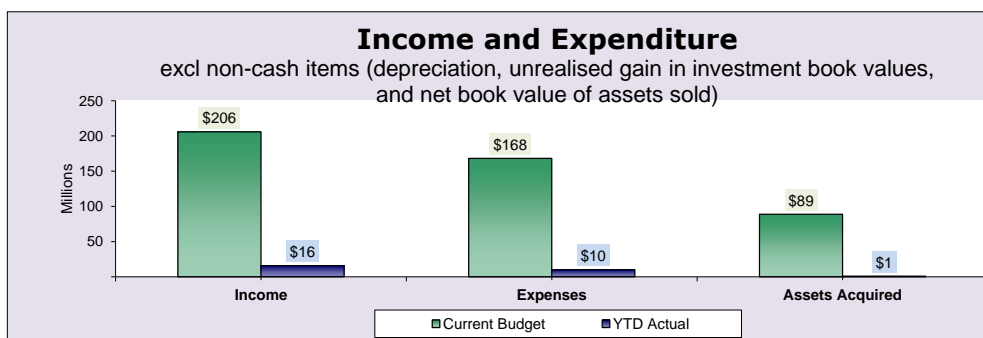 Income and Expenditure
excl non-cash items (depreciation, unrealised gain in investment book values,
and net book value of assets sold)
250
200
150
100
50
Millions
$206
$16
$168
$10
$89
$1
Income
Expenses
Assets Acquired
Current Budget
YTD Actual